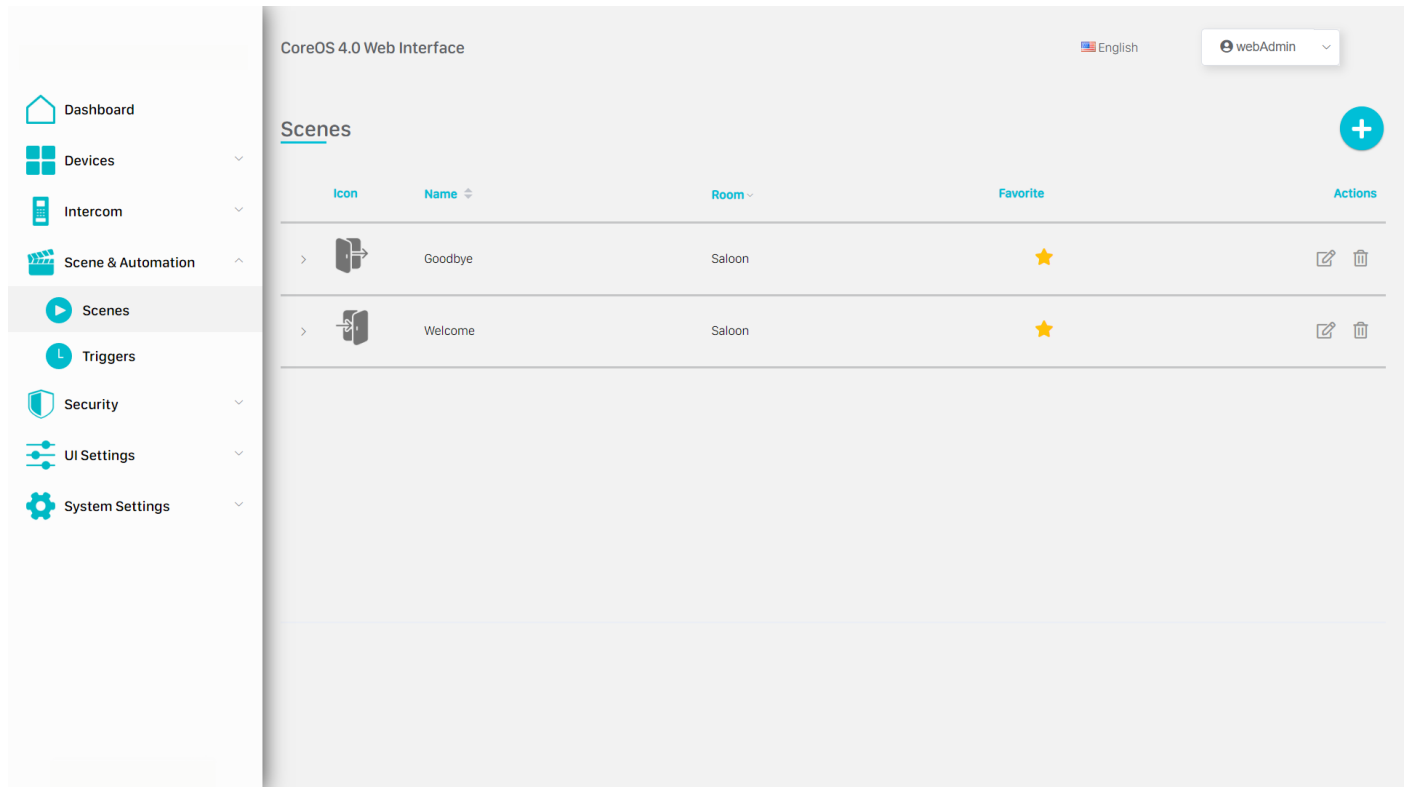 CoreOS 4.0 Web Interface
English
webAdmin
Dashboard
Devices
Intercom
Scene & Automation
Scenes
Triggers
Security
UI Settings
System Settings
Scenes
Icon Name Room Favorite Actions
Goodbye Saloon
Welcome Saloon